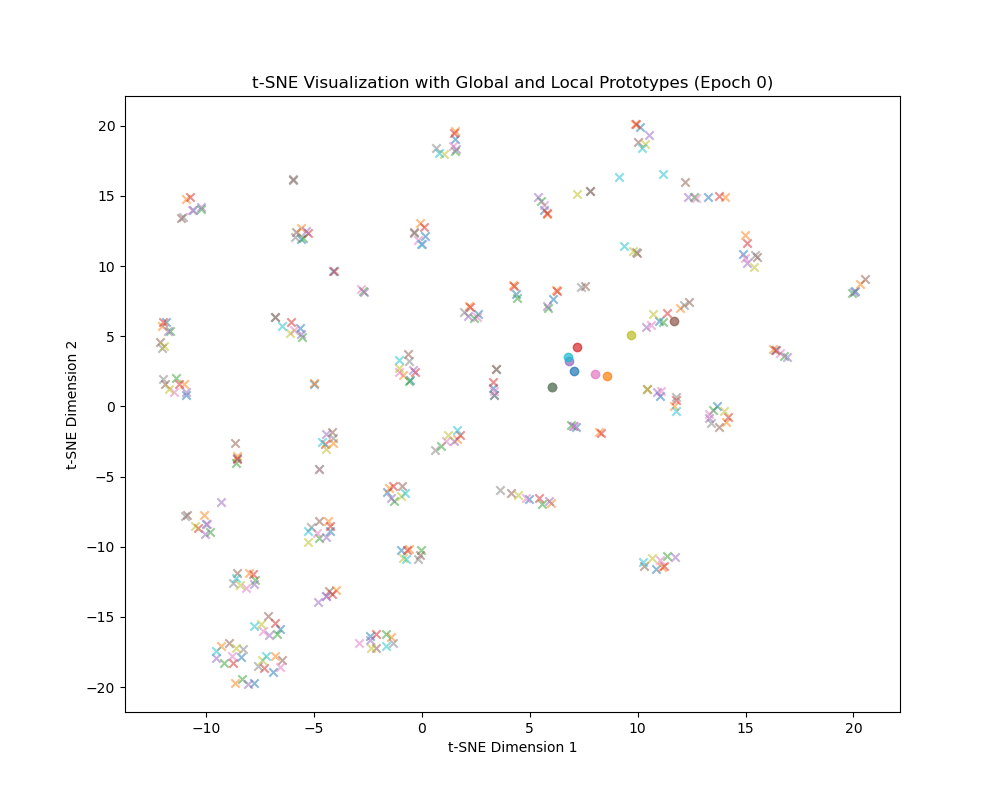 t-SNE Visualization with Global and Local Prototypes (Epoch 0)
20
15
10
5
0
−5
−10
−15
−20
t-SNE Dimension 2
−10 −5 0 5 10 15 20
t-SNE Dimension 1